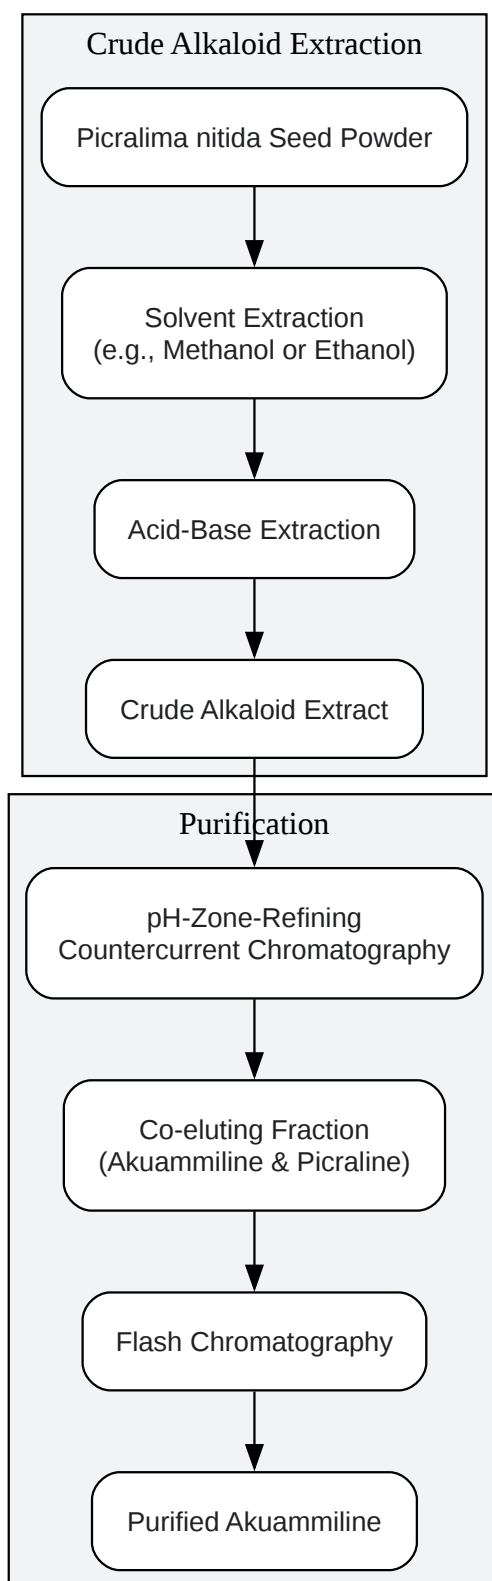 Crude Alkaloid Extraction
Picralima nitida Seed Powder
Solvent Extraction
(e.g., Methanol or Ethanol)
Acid-Base Extraction
Crude Alkaloid Extract
Purification
pH-Zone-Refining
Countercurrent Chromatography
Co-eluting Fraction
(Akuammiline & Picraline)
Flash Chromatography
Purified Akuammiline